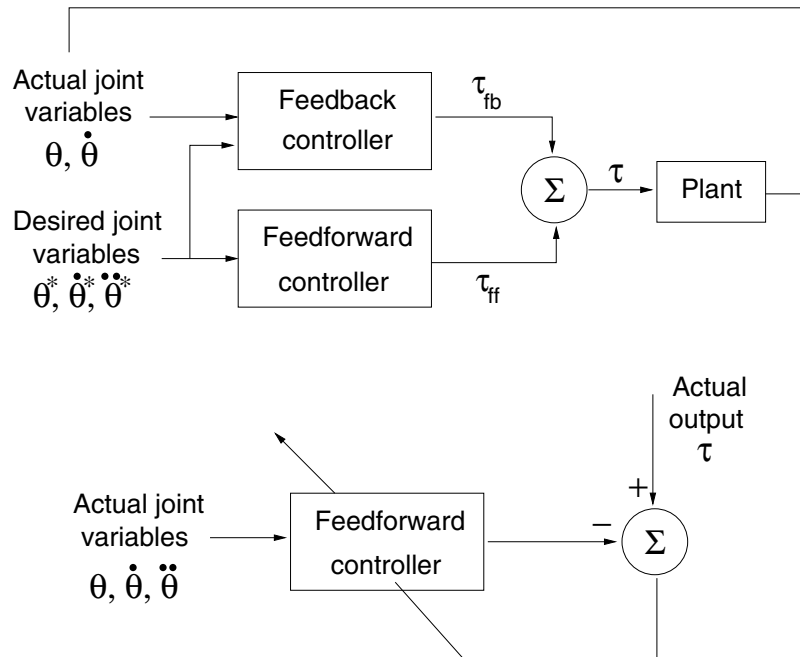 Actual joint
variables
θ, θ̇
Feedback
controller
τfb
Σ
τ
Plant
Desired joint
variables
θ*, θ̇*, θ̈*
Feedforward
controller
τff
Actual
output
τ
Actual joint
variables
θ, θ̇, θ̈
Feedforward
controller
+
−
Σ